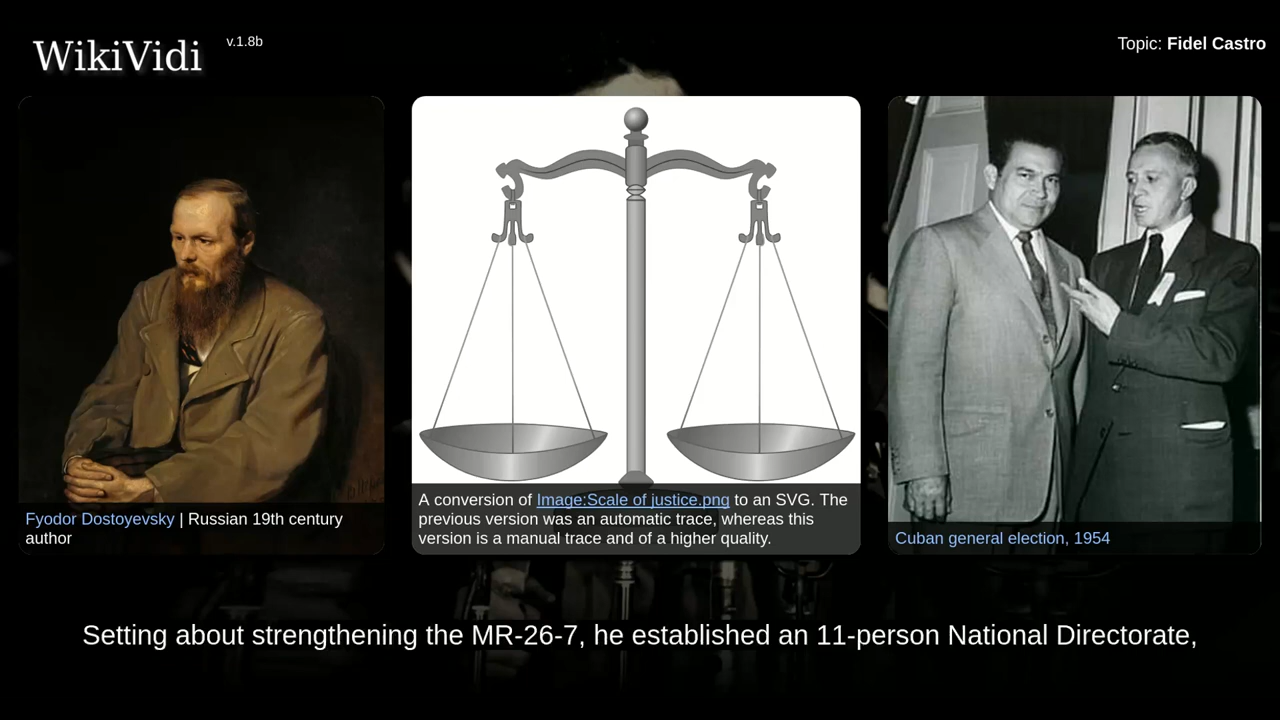 WikiVidi
v.1.8b
Topic: Fidel Castro
Fyodor Dostoyevsky | Russian 19th century
author
A conversion of Image:Scale of justice.png to an SVG. The
previous version was an automatic trace, whereas this
version is a manual trace and of a higher quality.
Cuban general election, 1954
Setting about strengthening the MR-26-7, he established an 11-person National Directorate,